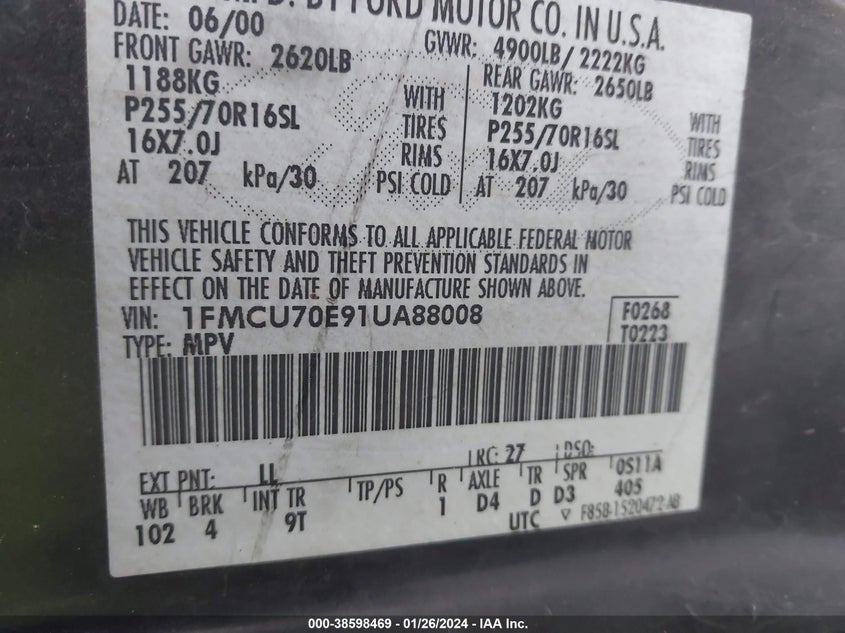 BY FORD MOTOR CO. IN U.S.A.
DATE: 06/00 GVWR: 4900LB/ 2222KG
FRONT GAWR: 2620LB REAR GAWR: 2650LB
1188KG WITH 1202KG WITH
P255/70R16SL TIRES P255/70R16SL TIRES
16X7.0J RIMS 16X7.0J RIMS
AT 207 kPa/30 PSI COLD AT 207 kPa/30 PSI COLD
THIS VEHICLE CONFORMS TO ALL APPLICABLE FEDERAL MOTOR
VEHICLE SAFETY AND THEFT PREVENTION STANDARDS IN
EFFECT ON THE DATE OF MANUFACTURE SHOWN ABOVE.
VIN: 1FMCU70E91UA88008 F0268
TYPE: MPV T0223
EXT PNT: LL RC: 27 DSO:
WB BRK INT TR TP/PS R AXLE TR SPR 0S11A
102 4 9T 1 D4 D D3 405
UTC ▽ F858-1520472-AB
000-38598469 - 01/26/2024 - IAA Inc.